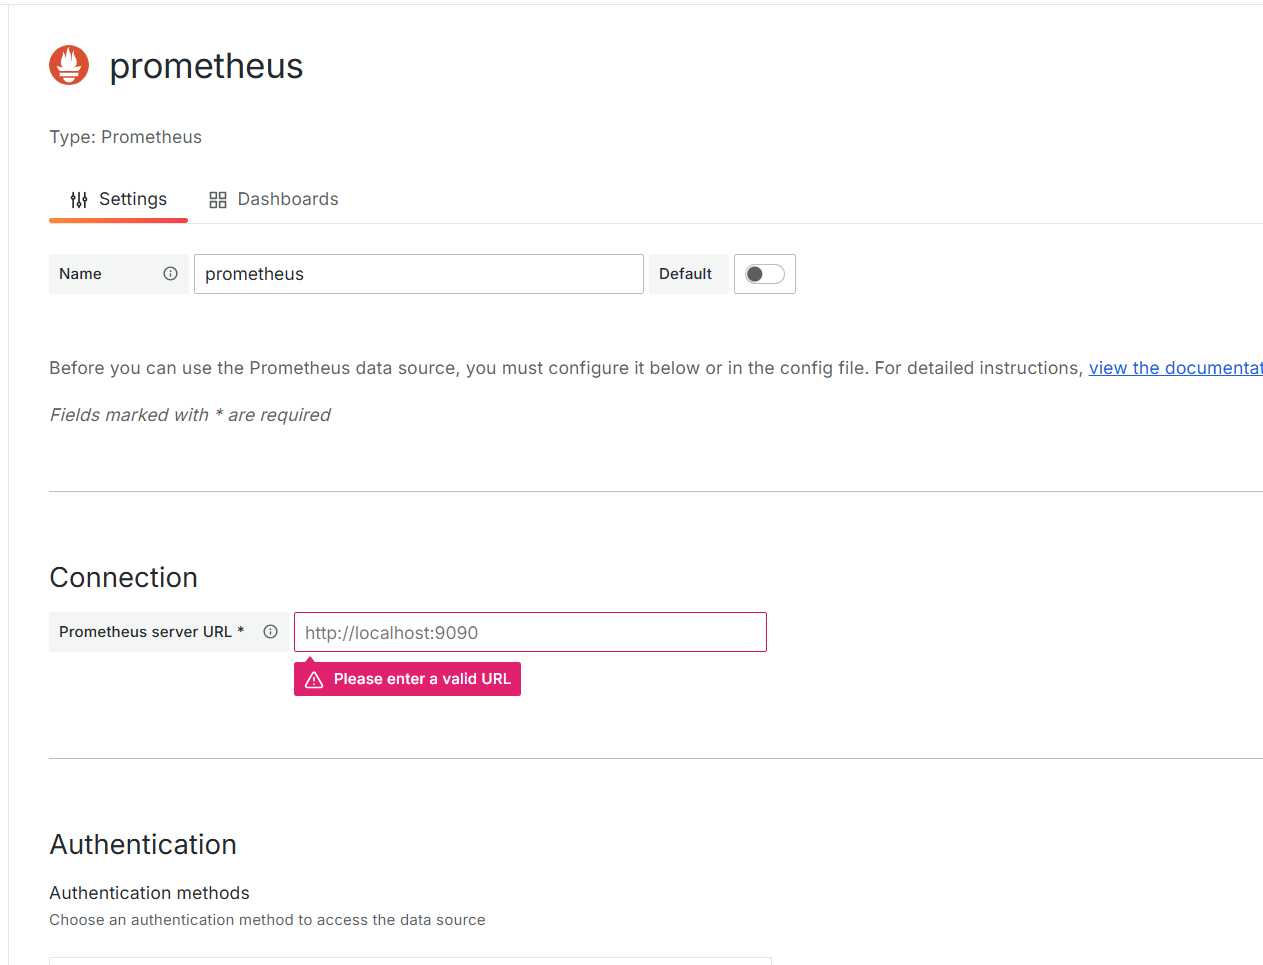 prometheus
Type: Prometheus
Settings Dashboards
Name prometheus Default
Before you can use the Prometheus data source, you must configure it below or in the config file. For detailed instructions, view the documentat
Fields marked with * are required
Connection
Prometheus server URL * http://localhost:9090
Please enter a valid URL
Authentication
Authentication methods
Choose an authentication method to access the data source